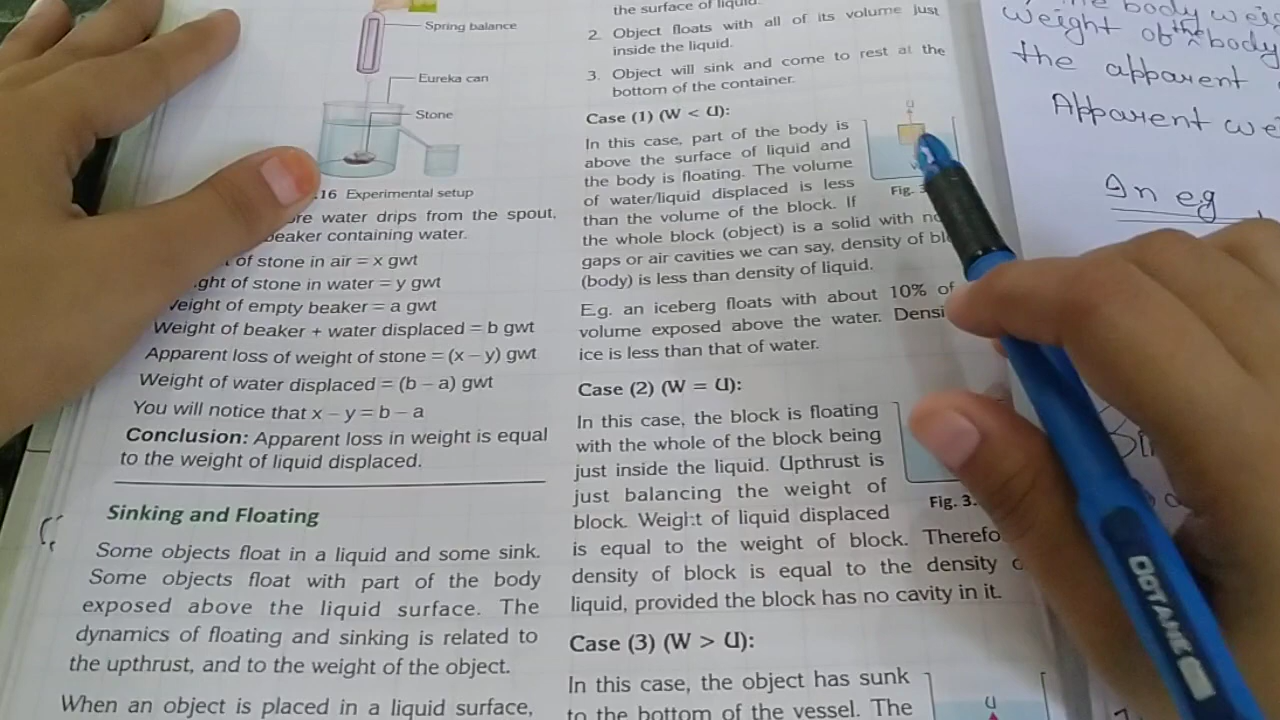 Spring balance
Eureka can
Stone
.16 Experimental setup
re water drips from the spout,
beaker containing water.
of stone in air = x gwt
ght of stone in water = y gwt
Weight of empty beaker = a gwt
Weight of beaker + water displaced = b gwt
Apparent loss of weight of stone = (x – y) gwt
Weight of water displaced = (b – a) gwt
You will notice that x – y = b – a
Conclusion: Apparent loss in weight is equal
to the weight of liquid displaced.
Sinking and Floating
Some objects float in a liquid and some sink.
Some objects float with part of the body
exposed above the liquid surface. The
dynamics of floating and sinking is related to
the upthrust, and to the weight of the object.
When an object is placed in a liquid surface,
the surface of liquid.
2. Object floats with all of its volume just
inside the liquid.
3. Object will sink and come to rest at the
bottom of the container.
Case (1) (W < U):
In this case, part of the body is
above the surface of liquid and
the body is floating. The volume
of water/liquid displaced is less
than the volume of the block. If
the whole block (object) is a solid with no
gaps or air cavities we can say, density of bl
(body) is less than density of liquid.
E.g. an iceberg floats with about 10% of
volume exposed above the water. Densi
ice is less than that of water.
Case (2) (W = U):
In this case, the block is floating
with the whole of the block being
just inside the liquid. Upthrust is
just balancing the weight of
block. Weight of liquid displaced
is equal to the weight of block. Therefo
density of block is equal to the density o
liquid, provided the block has no cavity in it.
Case (3) (W > U):
In this case, the object has sunk
to the bottom of the vessel. The
U
Fig. 3
Fig. 3.
U
the body wei
weight of the body
the apparent
Apparent we
In eg
OCTANE